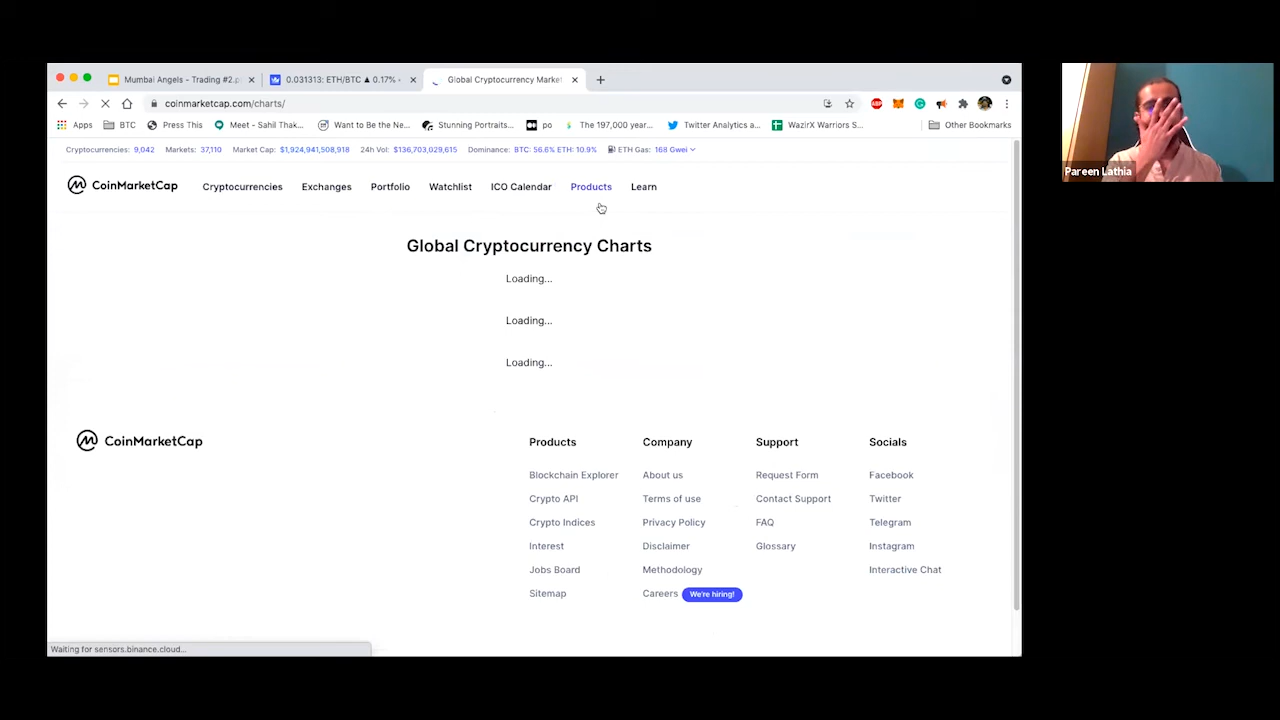 Mumbai Angels - Trading #2.p
0.031313: ETH/BTC ▲ 0.17%
Global Cryptocurrency Market
coinmarketcap.com/charts/
Apps
BTC
Press This
Meet - Sahil Thak...
Want to Be the Ne...
Stunning Portraits...
po
The 197,000 year...
Twitter Analytics a...
WazirX Warriors S...
Other Bookmarks
Cryptocurrencies: 9,042 Markets: 37,110 Market Cap: $1,924,941,508,918 24h Vol: $136,703,029,615 Dominance: BTC: 56.6% ETH: 10.9% ETH Gas: 168 Gwei
CoinMarketCap
Cryptocurrencies
Exchanges
Portfolio
Watchlist
ICO Calendar
Products
Learn
Pareen Lathia
Global Cryptocurrency Charts
Loading...
Loading...
Loading...
CoinMarketCap
Products
Blockchain Explorer
Crypto API
Crypto Indices
Interest
Jobs Board
Sitemap
Company
About us
Terms of use
Privacy Policy
Disclaimer
Methodology
Careers We're hiring!
Support
Request Form
Contact Support
FAQ
Glossary
Socials
Facebook
Twitter
Telegram
Instagram
Interactive Chat
Waiting for sensors.binance.cloud...